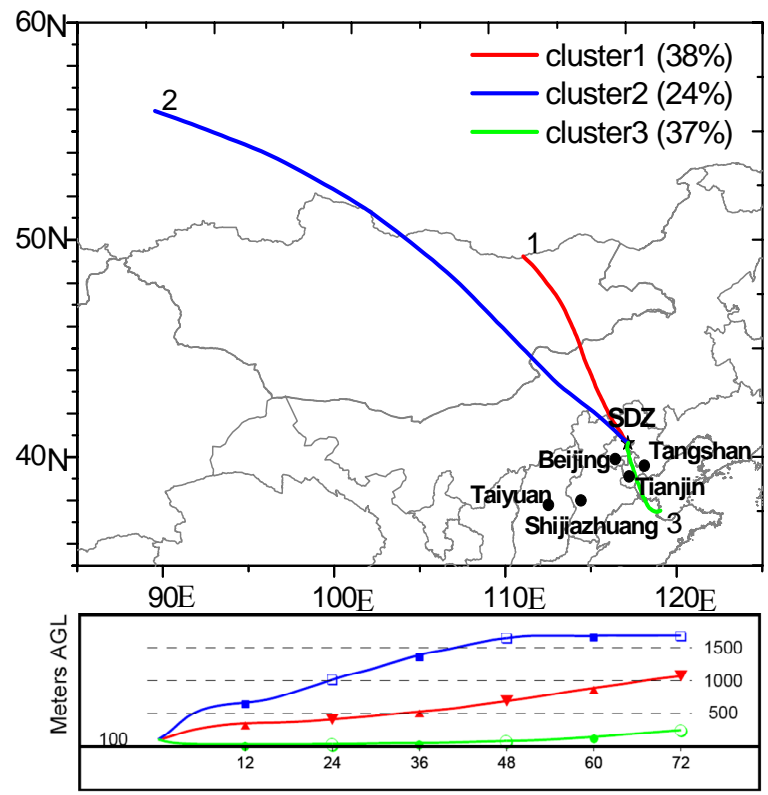 60N
cluster1 (38%)
cluster2 (24%)
cluster3 (37%)
2
50N
1
SDZ
40N
Beijing
Tangshan
Tianjin
Taiyuan
Shijiazhuang
3
90E
100E
110E
120E
Meters AGL
1500
1000
500
100
12
24
36
48
60
72